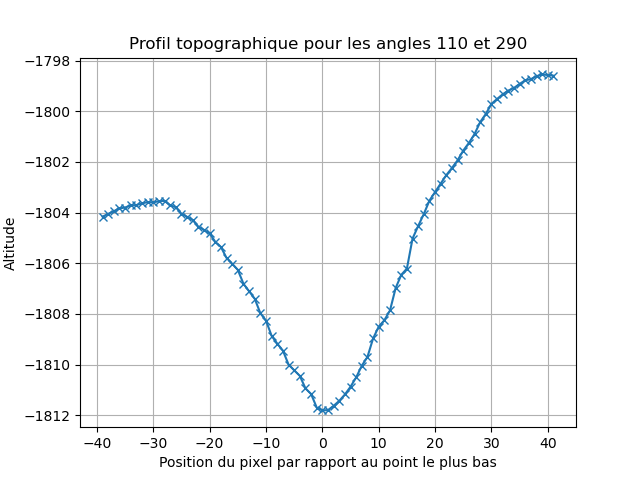 Profil topographique pour les angles 110 et 290
−1798
−1800
−1802
−1804
−1806
−1808
−1810
−1812
Altitude
−40 −30 −20 −10 0 10 20 30 40
Position du pixel par rapport au point le plus bas